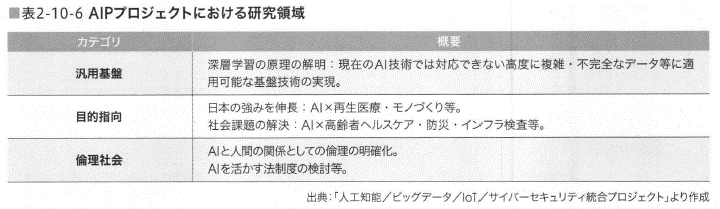 ■表2-10-6 AIPプロジェクトにおける研究領域
カテゴリ
概要
汎用基盤
深層学習の原理の解明：現在のAI技術では対応できない高度に複雑・不完全なデータ等に適
用可能な基盤技術の実現。
目的指向
日本の強みを伸長：AI×再生医療・モノづくり等。
社会課題の解決：AI×高齢者ヘルスケア・防災・インフラ検査等。
倫理社会
AIと人間の関係としての倫理の明確化。
AIを活かす法制度の検討等。
出典：「人工知能／ビッグデータ／IoT／サイバーセキュリティ統合プロジェクト」より作成